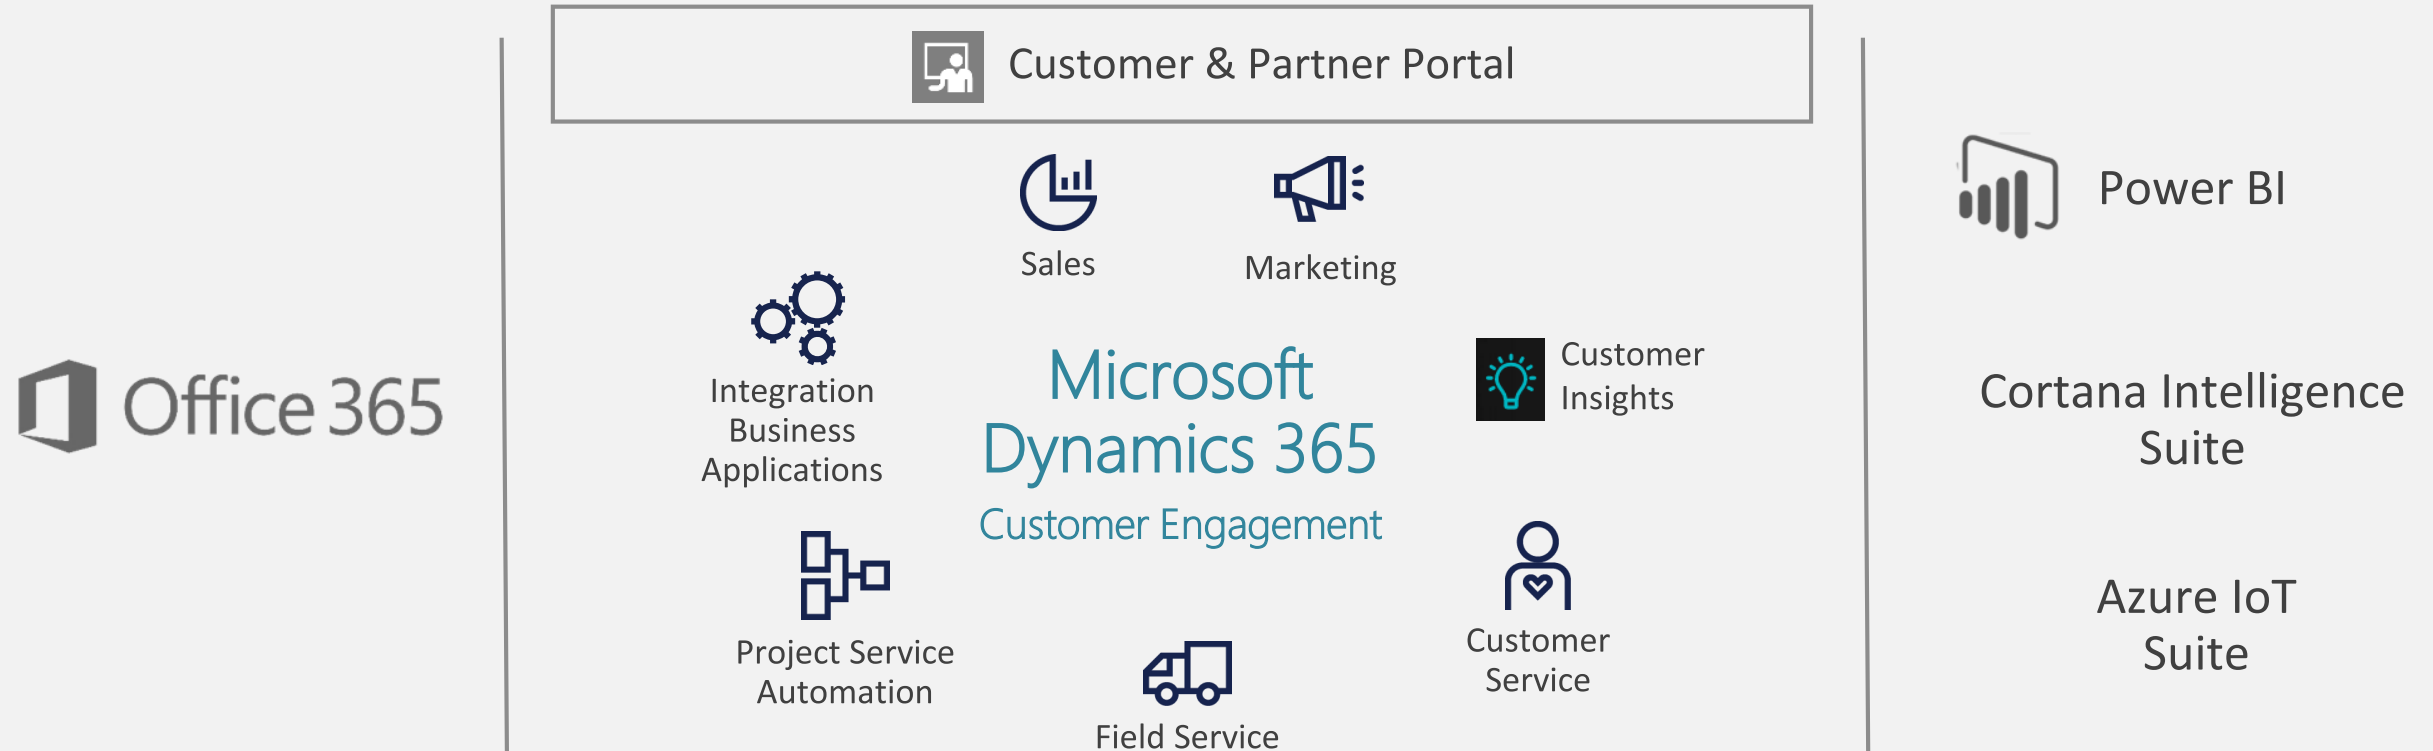 Customer & Partner Portal
Sales
Marketing
Power BI
Integration
Business
Applications
Microsoft
Dynamics 365
Customer Engagement
Customer
Insights
Office 365
Cortana Intelligence
Suite
Project Service
Automation
Field Service
Customer
Service
Azure IoT
Suite